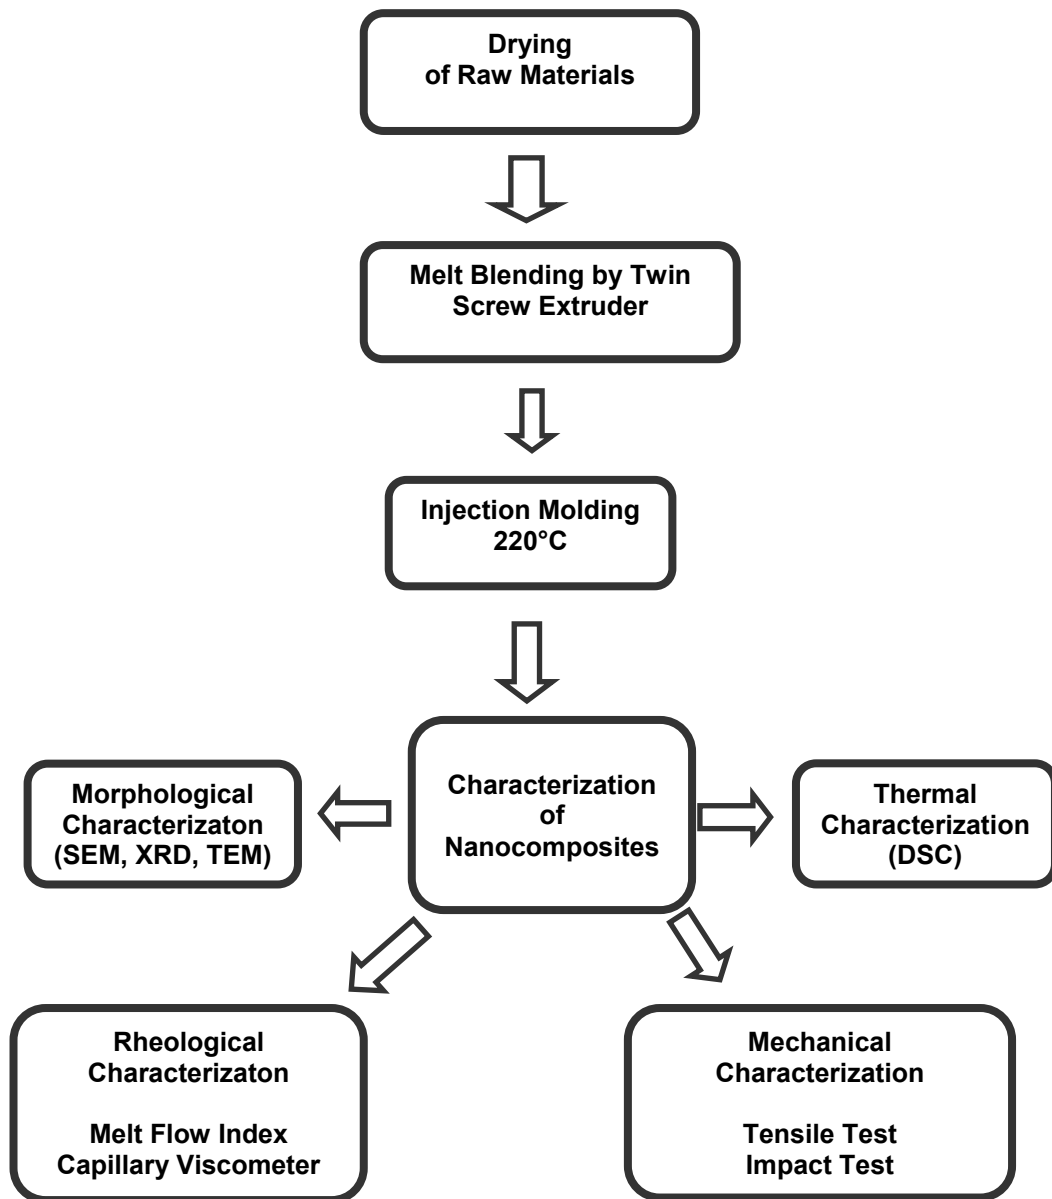 Drying
of Raw Materials
Melt Blending by Twin
Screw Extruder
Injection Molding
220°C
Characterization
of
Nanocomposites
Morphological
Characterizaton
(SEM, XRD, TEM)
Thermal
Characterization
(DSC)
Rheological
Characterizaton
Melt Flow Index
Capillary Viscometer
Mechanical
Characterization
Tensile Test
Impact Test